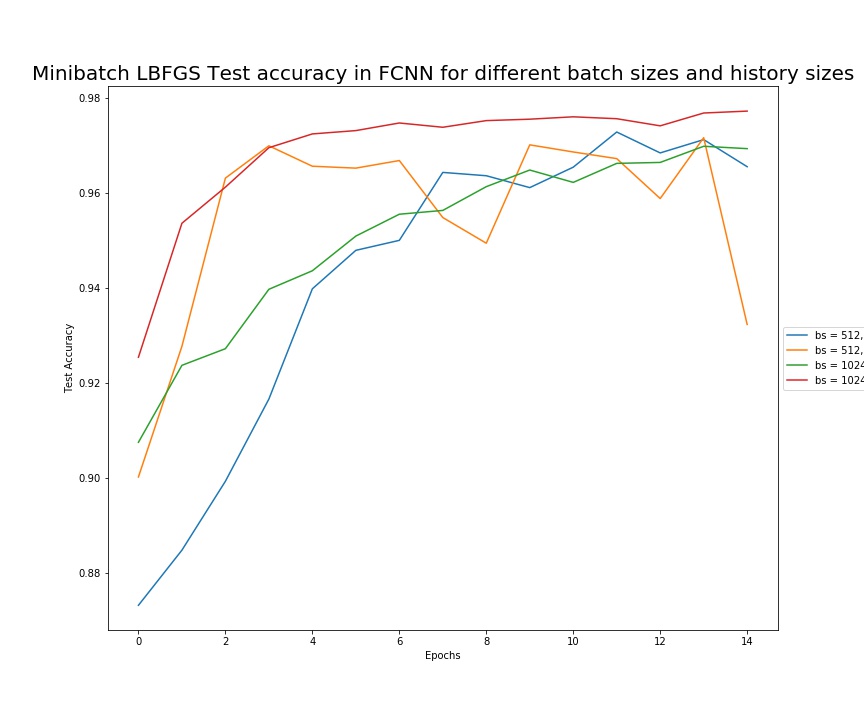 Minibatch LBFGS Test accuracy in FCNN for different batch sizes and history sizes
0.98
0.96
0.94
0.92
0.90
0.88
Test Accuracy
0
2
4
6
8
10
12
14
Epochs
bs = 512,
bs = 512,
bs = 1024
bs = 1024